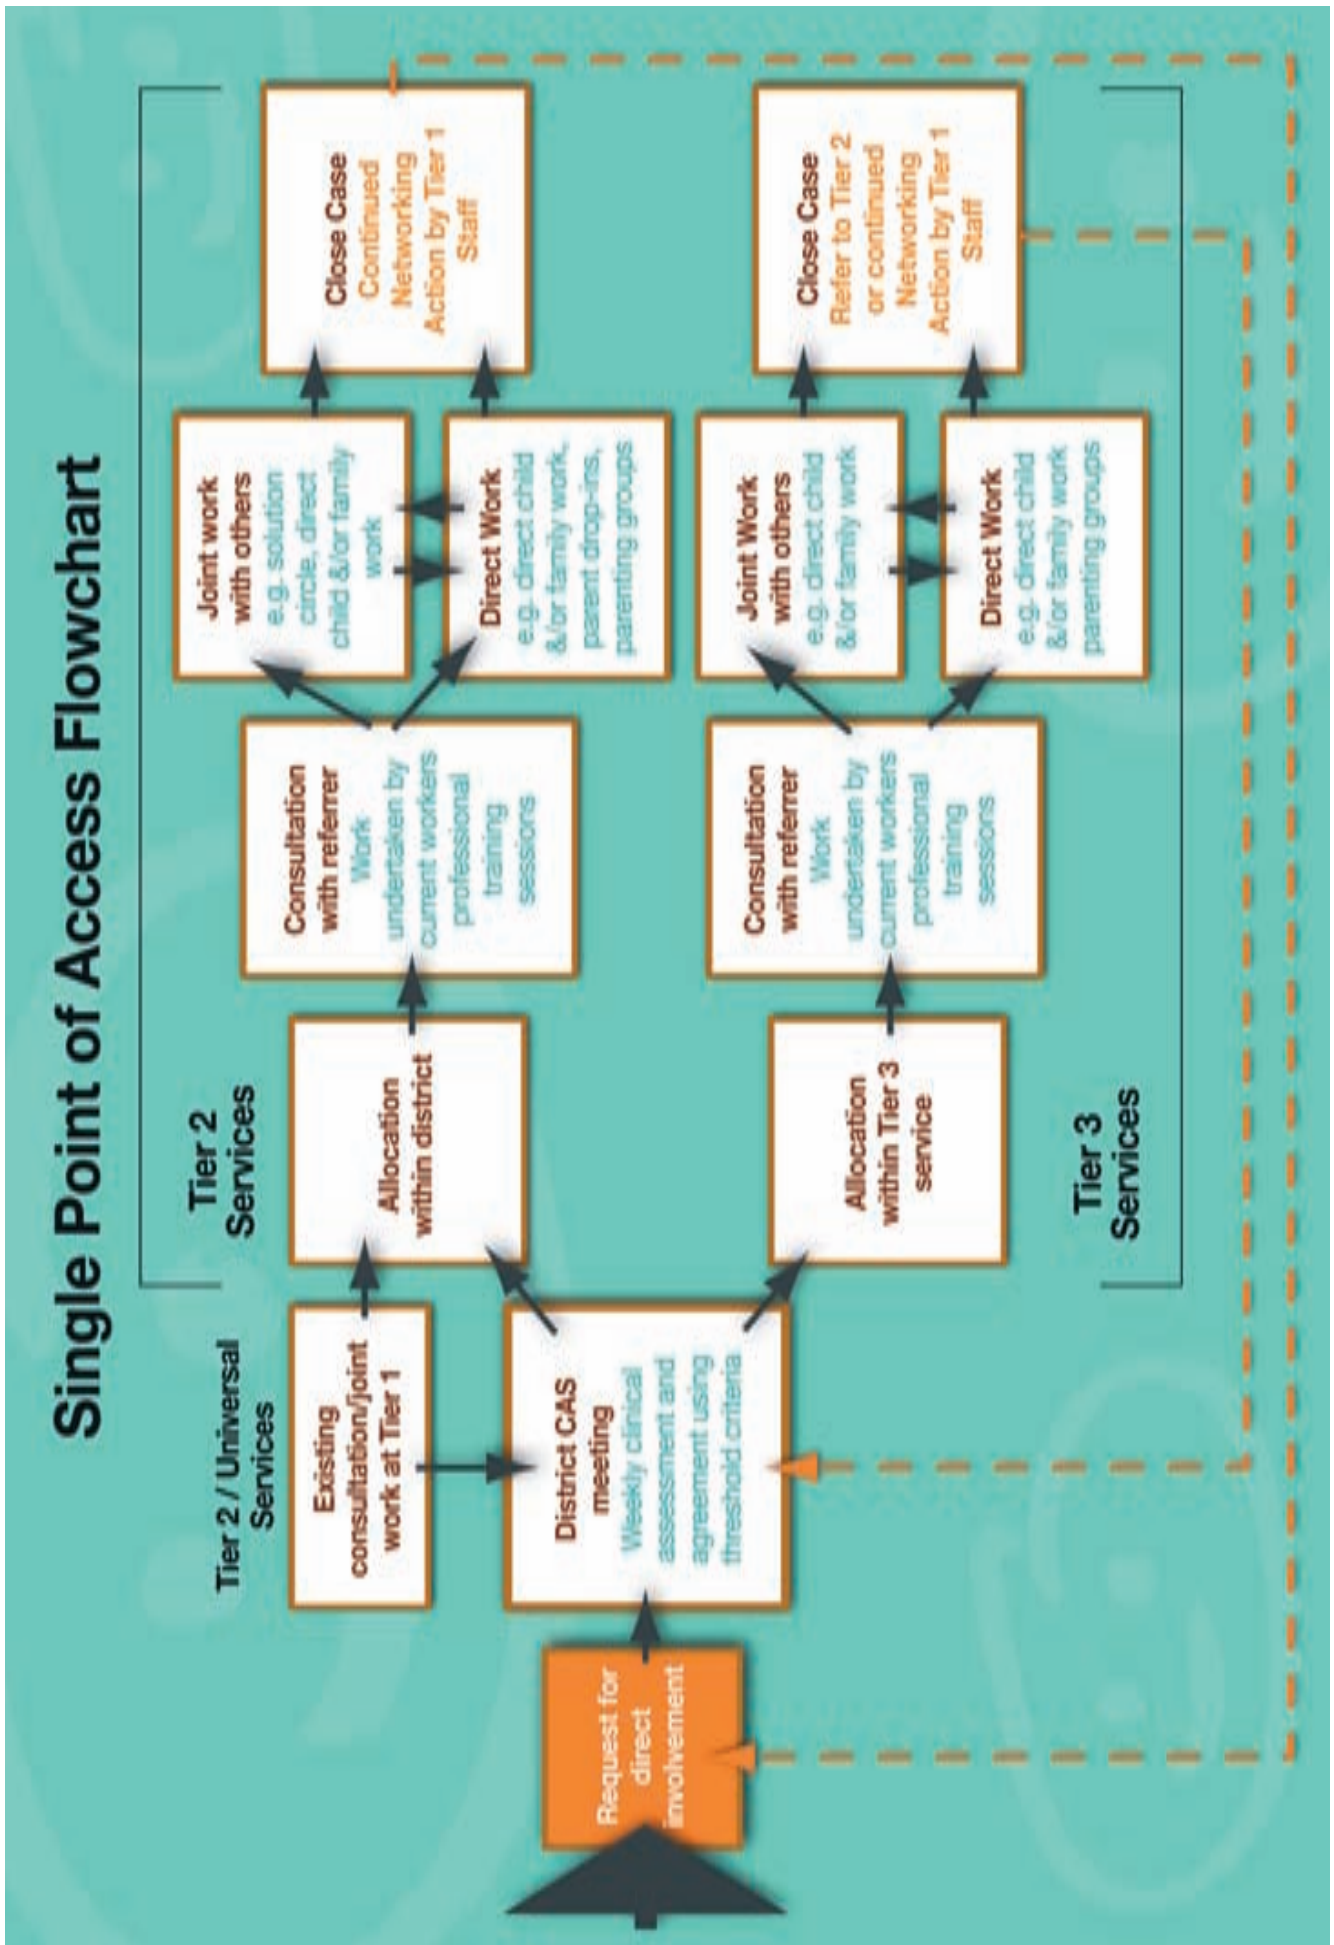 Single Point of Access Flowchart
Tier 2 / Universal
Services
Existing
consultation/joint
work at Tier 1
Request for
direct
involvement
District CAS
meeting
Weekly clinical
assessment and
agreement using
threshold criteria
Tier 2
Services
Allocation
within district
Consultation
with referrer
Work
undertaken by
current workers
professional
training
sessions
Joint work
with others
e.g. solution
circle, direct
child &/or family
work
Direct Work
e.g. direct child
&/or family work,
parent drop-ins,
parenting groups
Close Case
Continued
Networking
Action by Tier 1
Staff
Allocation
within Tier 3
service
Consultation
with referrer
Work
undertaken by
current workers
professional
training
sessions
Joint Work
with others
e.g. direct child
&/or family work
Direct Work
e.g. direct child
&/or family work
parenting groups
Close Case
Refer to Tier 2
or continued
Networking
Action by Tier 1
Staff
Tier 3
Services